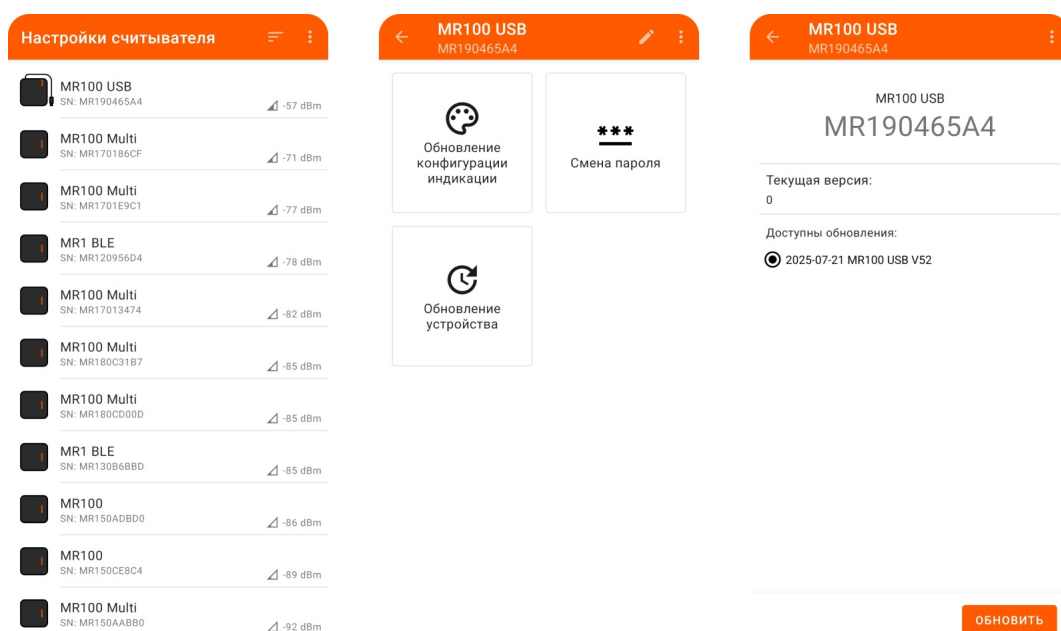 Настройки считывателя
MR100 USB
SN: MR190465A4
-57 dBm
MR100 Multi
SN: MR170186CF
-71 dBm
MR100 Multi
SN: MR1701E9C1
-77 dBm
MR1 BLE
SN: MR120956D4
-78 dBm
MR100 Multi
SN: MR17013474
-82 dBm
MR100 Multi
SN: MR180C31B7
-85 dBm
MR100 Multi
SN: MR180CD00D
-85 dBm
MR1 BLE
SN: MR130B6BBD
-85 dBm
MR100
SN: MR150ADBD0
-86 dBm
MR100
SN: MR150CE8C4
-89 dBm
MR100 Multi
SN: MR150AABB0
-92 dBm
MR100 USB
MR190465A4
Обновление
конфигурации
индикации
***
Смена пароля
Обновление
устройства
MR100 USB
MR190465A4
MR100 USB
MR190465A4
Текущая версия:
0
Доступны обновления:
2025-07-21 MR100 USB V52
ОБНОВИТЬ